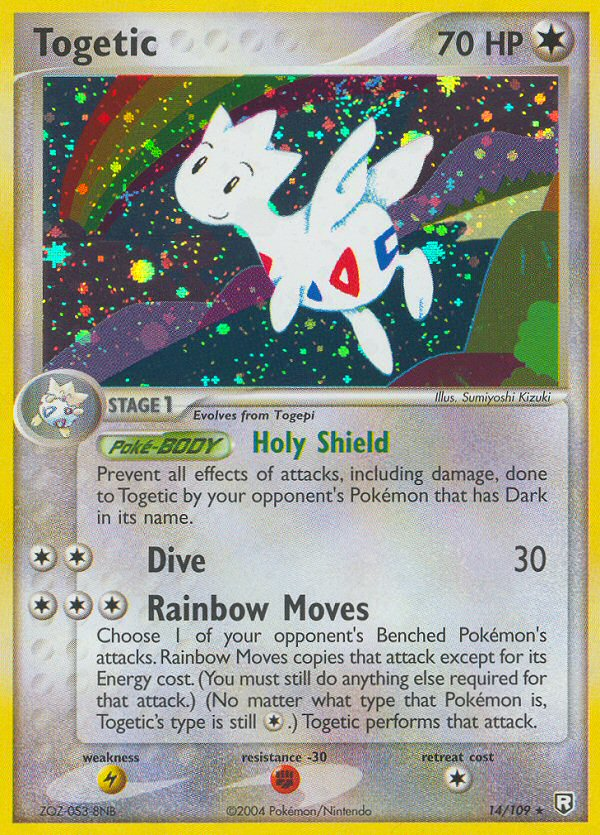 Togetic
70 HP
Illus. Sumiyoshi Kizuki
STAGE 1
Evolves from Togepi
Poké-BODY Holy Shield
Prevent all effects of attacks, including damage, done
to Togetic by your opponent's Pokémon that has Dark
in its name.
Dive 30
Rainbow Moves
Choose 1 of your opponent's Benched Pokémon's
attacks. Rainbow Moves copies that attack except for its
Energy cost. (You must still do anything else required for
that attack.) (No matter what type that Pokémon is,
Togetic's type is still .) Togetic performs that attack.
weakness resistance -30 retreat cost
ZQZ-053-8NB ©2004 Pokémon/Nintendo 14/109 ★ R